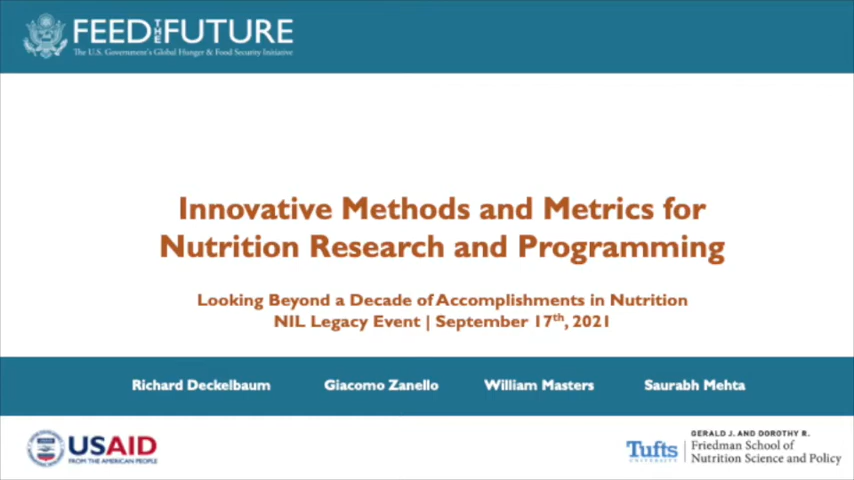 FEED THE FUTURE
The U.S. Government's Global Hunger & Food Security Initiative
Innovative Methods and Metrics for
Nutrition Research and Programming
Looking Beyond a Decade of Accomplishments in Nutrition
NIL Legacy Event | September 17th, 2021
Richard Deckelbaum Giacomo Zanello William Masters Saurabh Mehta
USAID
FROM THE AMERICAN PEOPLE
Tufts
UNIVERSITY
GERALD J. AND DOROTHY R.
Friedman School of
Nutrition Science and Policy